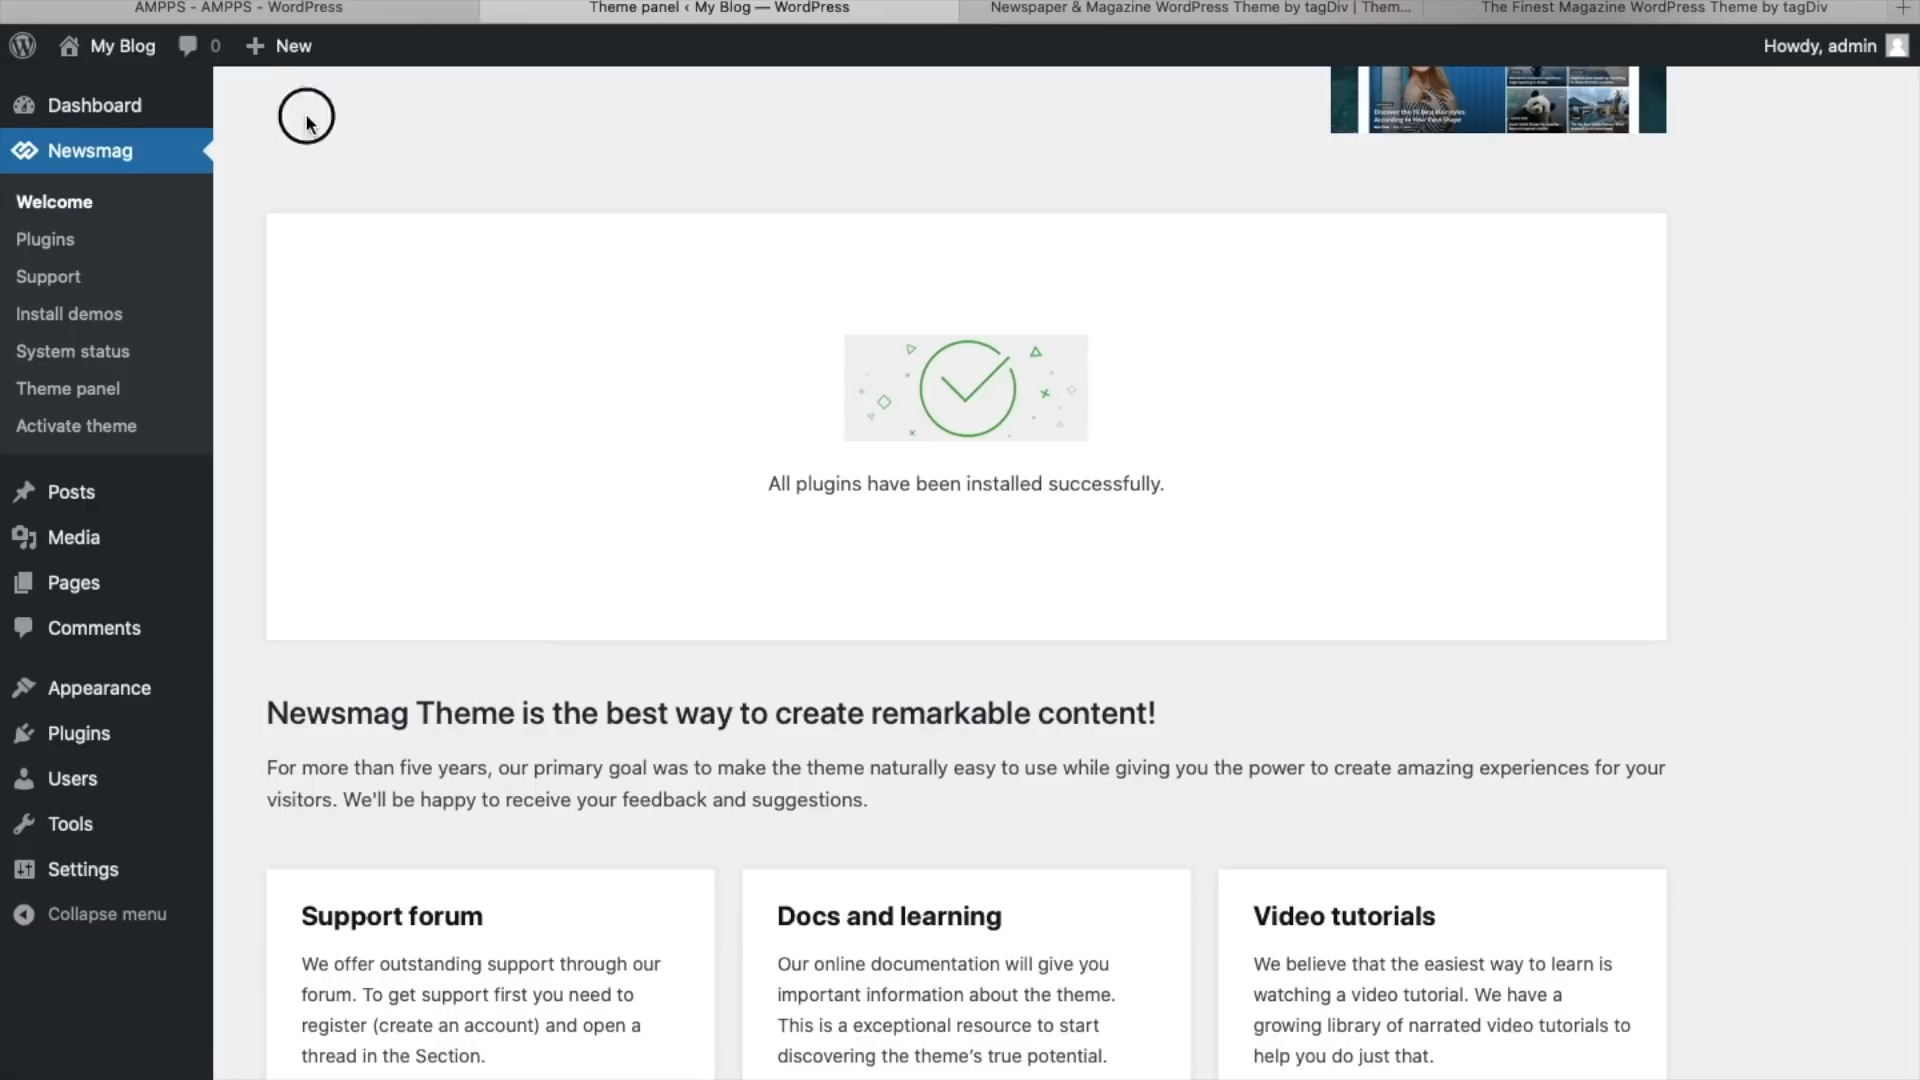 AMPPS - AMPPS - WordPress
Theme panel ‹ My Blog — WordPress
Newspaper & Magazine WordPress Theme by tagDiv | Them...
The Finest Magazine WordPress Theme by tagDiv
My Blog
0
New
Howdy, admin
Dashboard
Newsmag
Welcome
Plugins
Support
Install demos
System status
Theme panel
Activate theme
Posts
Media
Pages
Comments
Appearance
Plugins
Users
Tools
Settings
Collapse menu
All plugins have been installed successfully.
Newsmag Theme is the best way to create remarkable content!
For more than five years, our primary goal was to make the theme naturally easy to use while giving you the power to create amazing experiences for your
visitors. We'll be happy to receive your feedback and suggestions.
Support forum
We offer outstanding support through our
forum. To get support first you need to
register (create an account) and open a
thread in the Section.
Docs and learning
Our online documentation will give you
important information about the theme.
This is a exceptional resource to start
discovering the theme's true potential.
Video tutorials
We believe that the easiest way to learn is
watching a video tutorial. We have a
growing library of narrated video tutorials to
help you do just that.